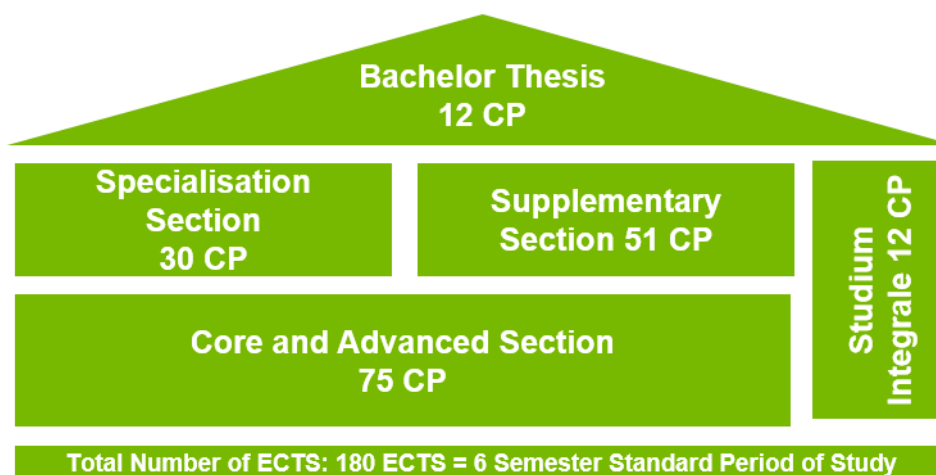 Bachelor Thesis
12 CP
Specialisation
Section
30 CP
Supplementary
Section 51 CP
Studium
Integrale 12 CP
Core and Advanced Section
75 CP
Total Number of ECTS: 180 ECTS = 6 Semester Standard Period of Study